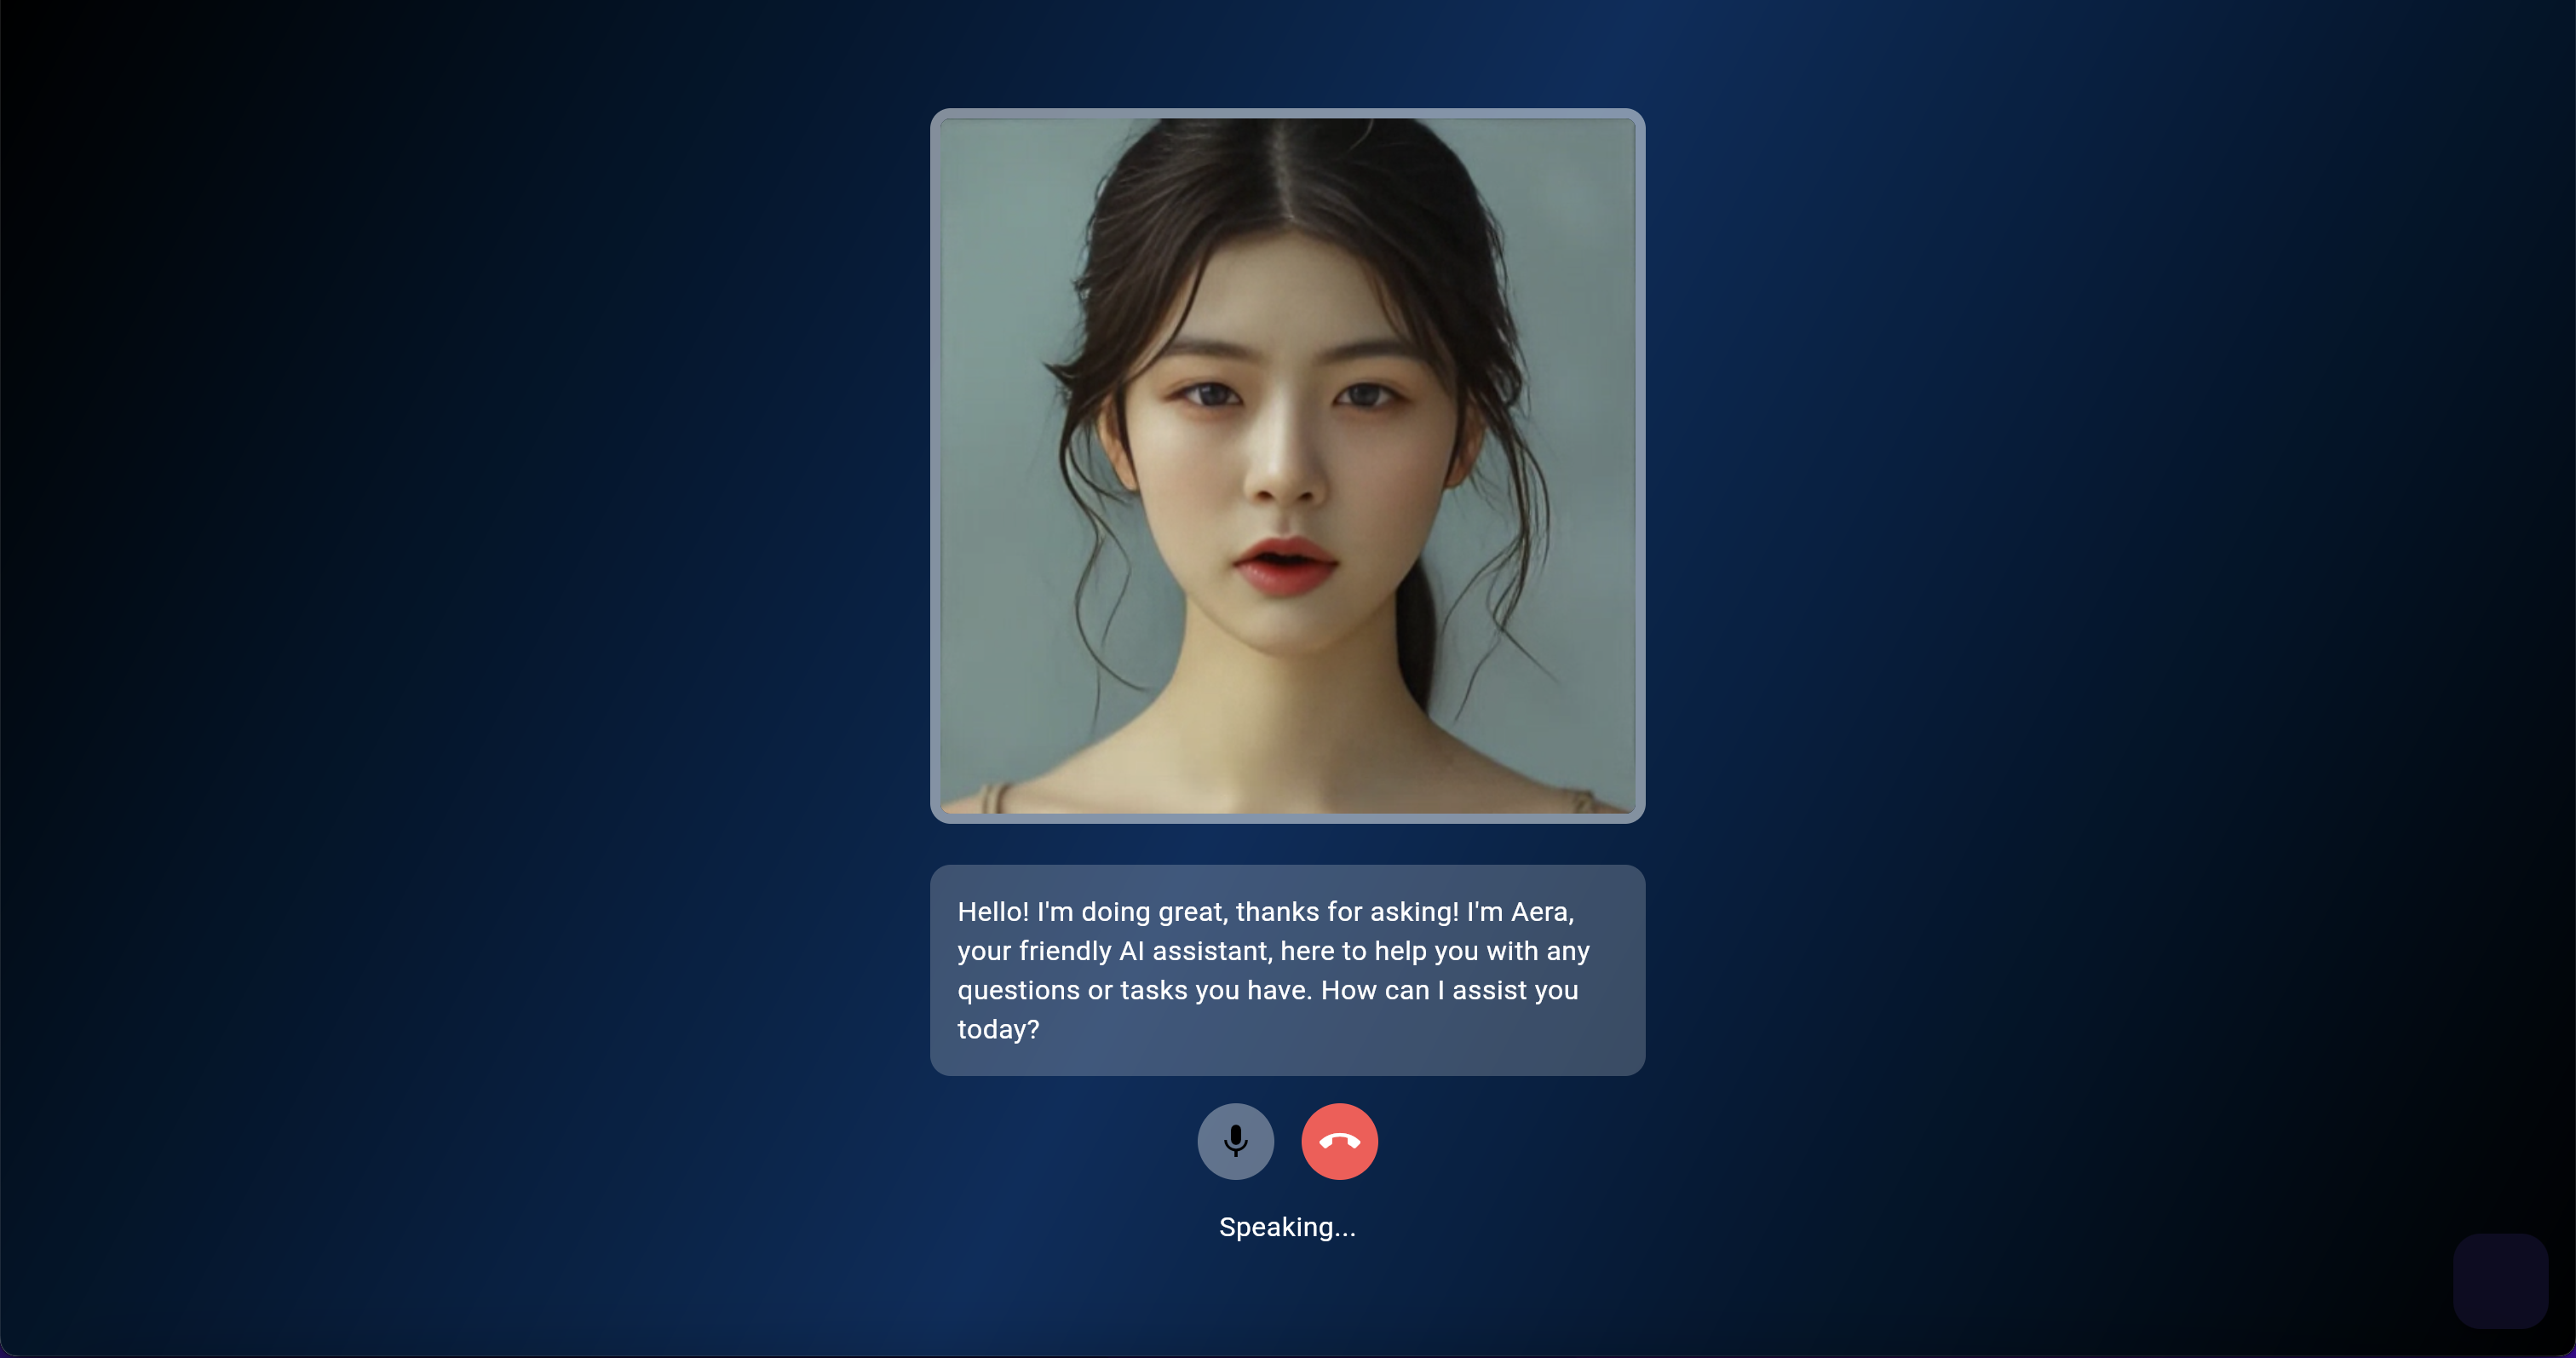 Hello! I'm doing great, thanks for asking! I'm Aera,
your friendly AI assistant, here to help you with any
questions or tasks you have. How can I assist you
today?
Speaking...